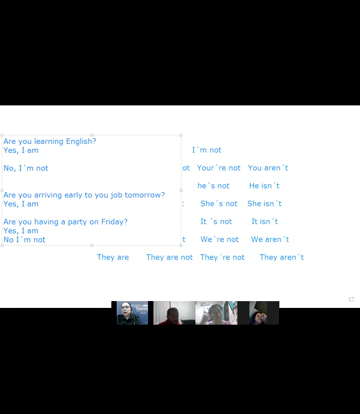 Are you learning English?
Yes, I am
I´m not
No, I´m not
ot Your´re not You aren´t
he´s not He isn´t
Are you arriving early to you job tomorrow?
Yes, I am
She´s not She isn´t
Are you having a party on Friday?
It ´s not It isn´t
Yes, I am
No I´m not
t We´re not We aren´t
They are They are not They´re not They aren´t